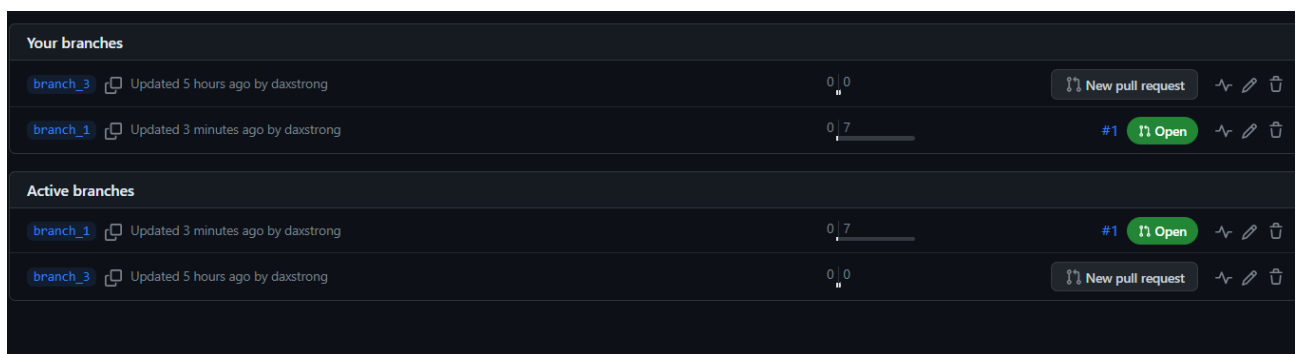 Your branches
branch_3 Updated 5 hours ago by daxstrong 0 0 New pull request
branch_1 Updated 3 minutes ago by daxstrong 0 7 #1 Open
Active branches
branch_1 Updated 3 minutes ago by daxstrong 0 7 #1 Open
branch_3 Updated 5 hours ago by daxstrong 0 0 New pull request